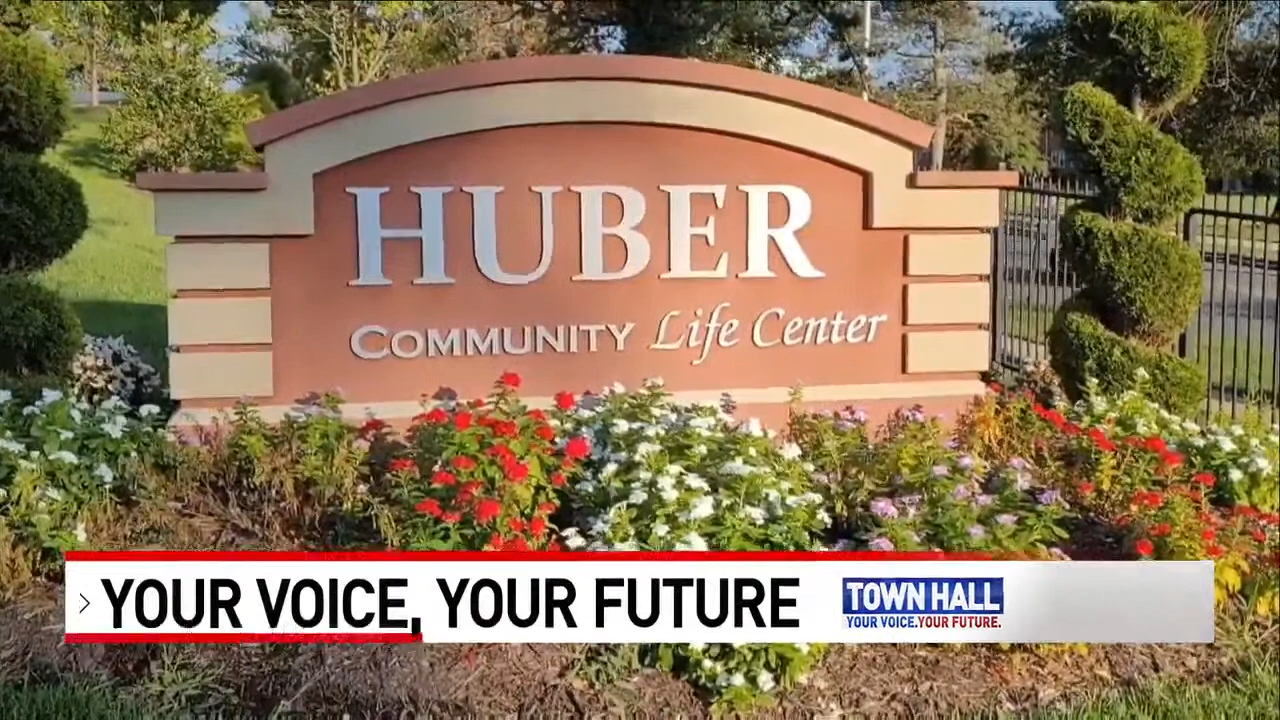 HUBER
COMMUNITY Life Center
YOUR VOICE, YOUR FUTURE
TOWN HALL
YOUR VOICE.YOUR FUTURE.